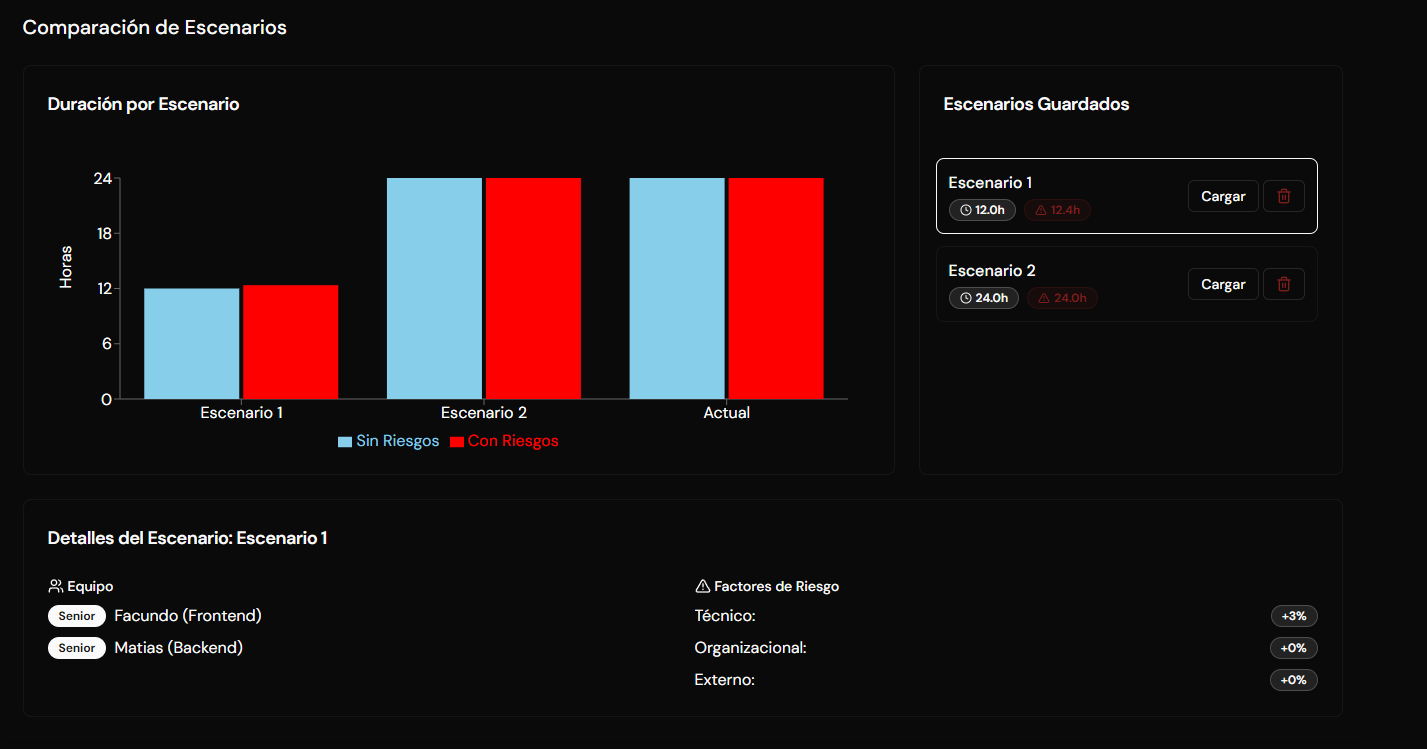 Comparación de Escenarios
Duración por Escenario
24
18
12
6
0
Horas
Escenario 1
Escenario 2
Actual
Sin Riesgos
Con Riesgos
Escenarios Guardados
Escenario 1
12.0h 12.4h
Cargar
Escenario 2
24.0h 24.0h
Cargar
Detalles del Escenario: Escenario 1
Equipo
Senior Facundo (Frontend)
Senior Matias (Backend)
Factores de Riesgo
Técnico: +3%
Organizacional: +0%
Externo: +0%